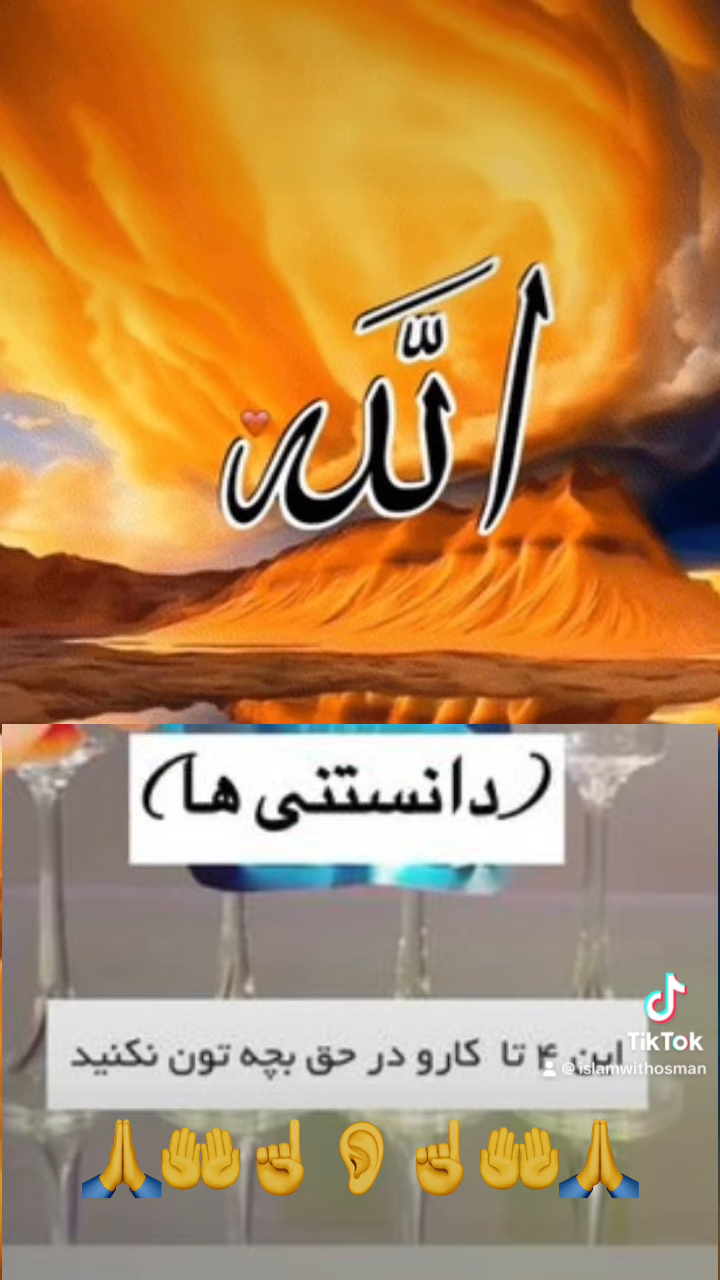 الله
(دانستنی ها)
این ۴ تا کارو در حق بچه تون نکنید
TikTok
@islamwithosman